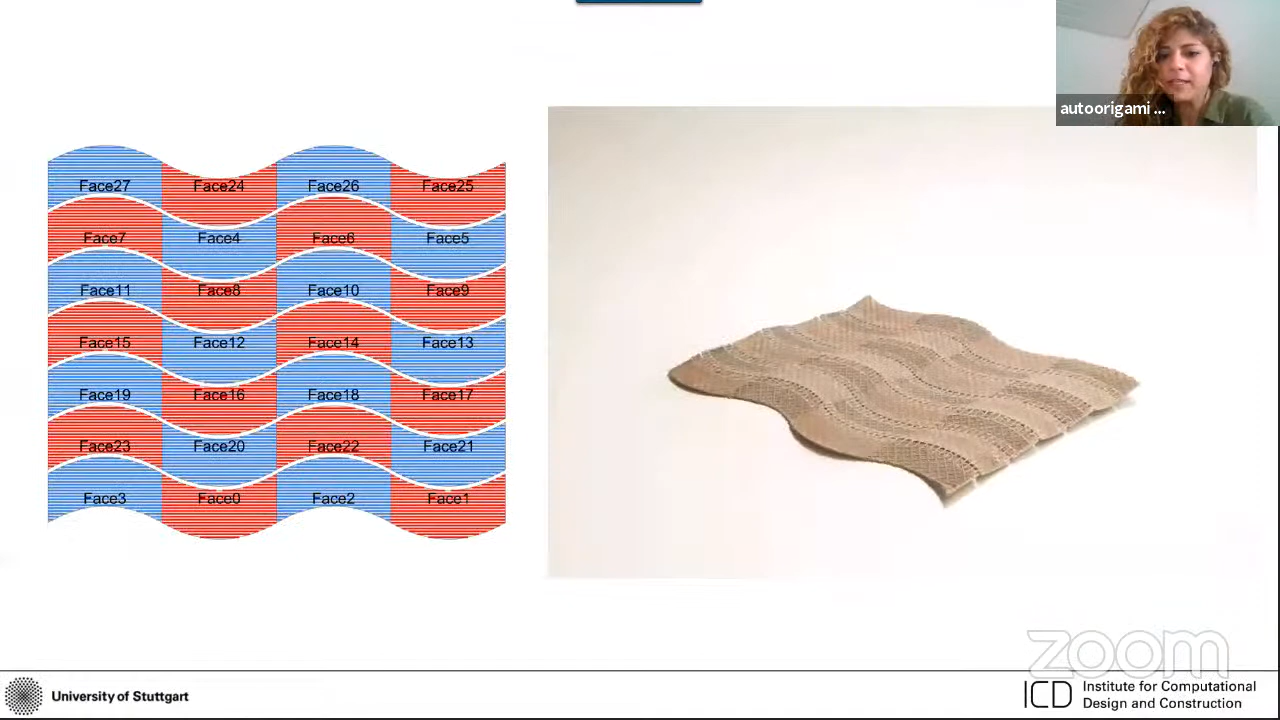 autoorigami ...
Face27 Face24 Face26 Face25
Face7 Face4 Face6 Face5
Face11 Face8 Face10 Face9
Face15 Face12 Face14 Face13
Face19 Face16 Face18 Face17
Face23 Face20 Face22 Face21
Face3 Face0 Face2 Face1
zoom
University of Stuttgart
ICD Institute for Computational
Design and Construction